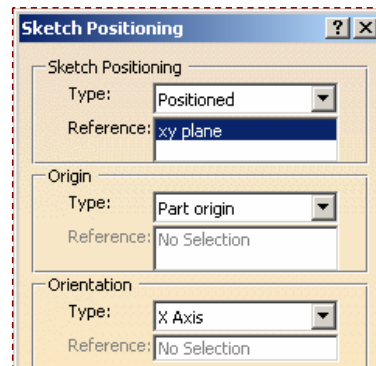 Sketch Positioning
Sketch Positioning
Type: Positioned
Reference: xy plane
Origin
Type: Part origin
Reference: No Selection
Orientation
Type: X Axis
Reference: No Selection